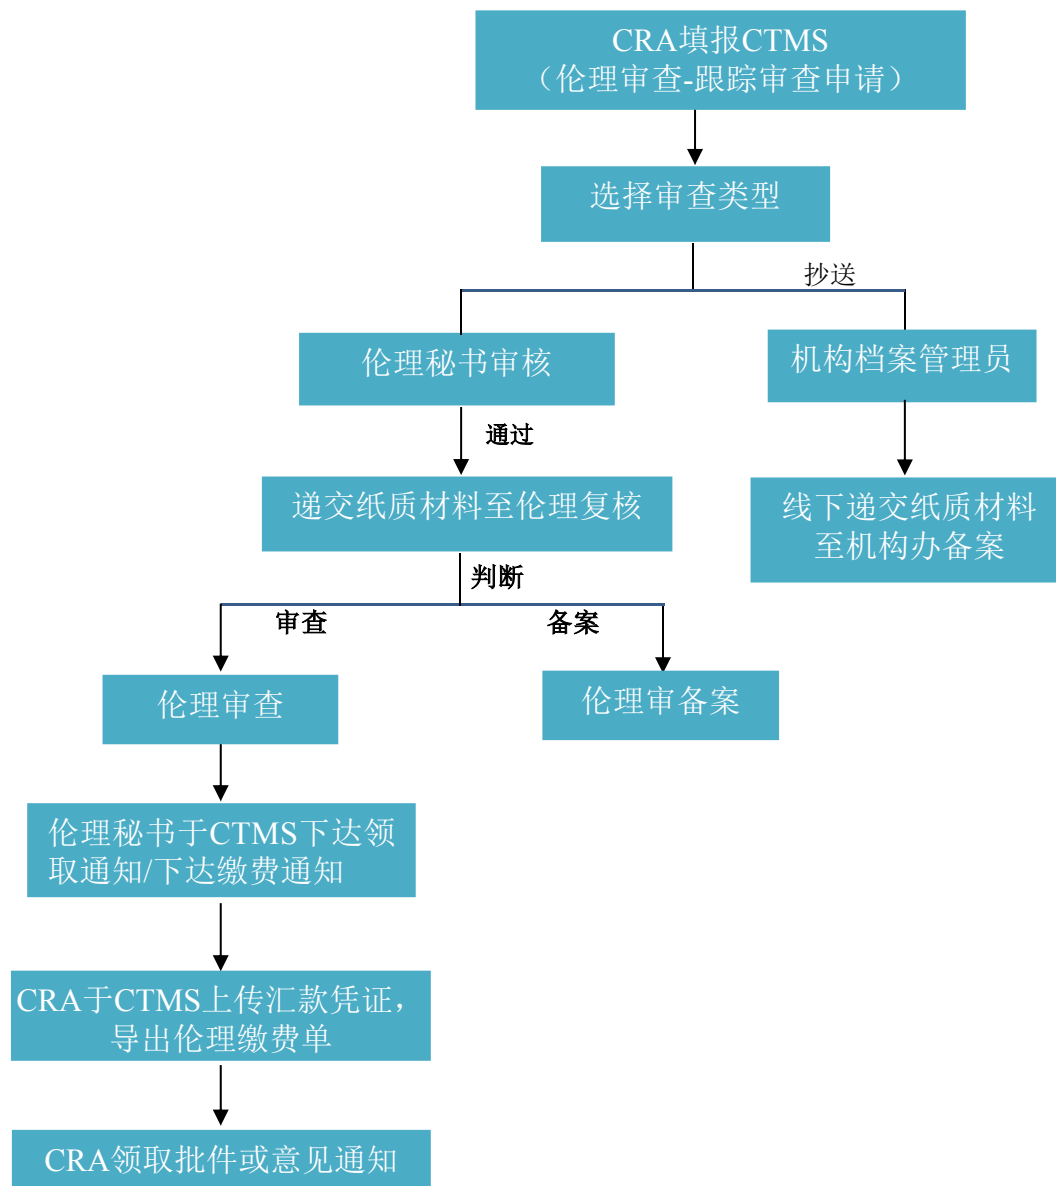 CRA填报CTMS
（伦理审查-跟踪审查申请）
选择审查类型
抄送
伦理秘书审核
机构档案管理员
通过
递交纸质材料至伦理复核
线下递交纸质材料
至机构办备案
判断
审查
备案
伦理审查
伦理审备案
伦理秘书于CTMS下达领
取通知/下达缴费通知
CRA于CTMS上传汇款凭证，
导出伦理缴费单
CRA领取批件或意见通知